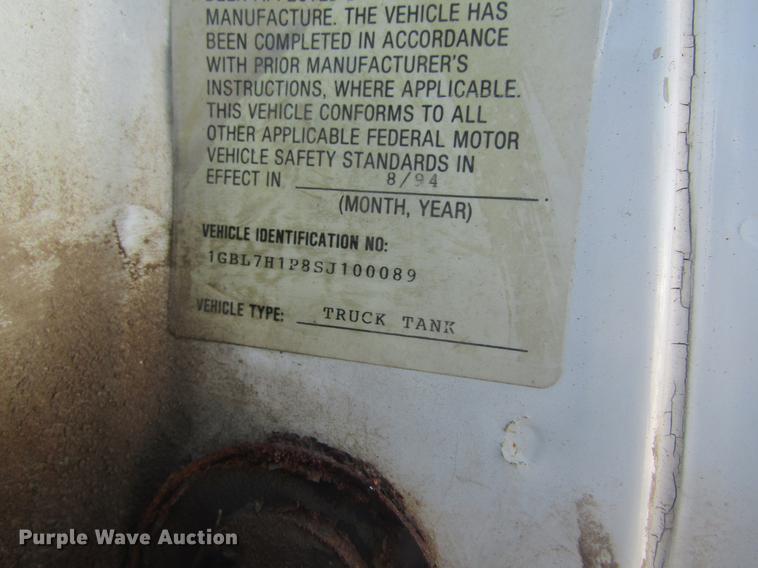 MANUFACTURE. THE VEHICLE HAS
BEEN COMPLETED IN ACCORDANCE
WITH PRIOR MANUFACTURER'S
INSTRUCTIONS, WHERE APPLICABLE.
THIS VEHICLE CONFORMS TO ALL
OTHER APPLICABLE FEDERAL MOTOR
VEHICLE SAFETY STANDARDS IN
EFFECT IN 8/94
(MONTH, YEAR)
VEHICLE IDENTIFICATION NO:
1GBL7H1P8SJ100089
VEHICLE TYPE: TRUCK TANK
Purple Wave Auction